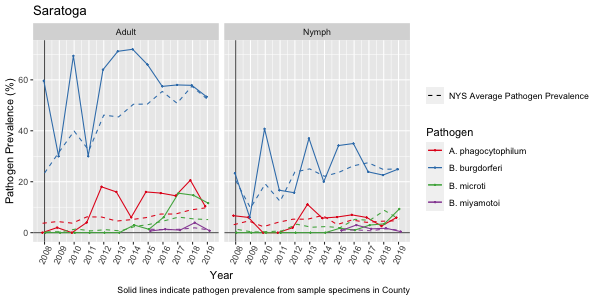 Saratoga
Adult
Nymph
Pathogen Prevalence (%)
60
40
20
0
2008 2009 2010 2011 2012 2013 2014 2015 2016 2017 2018 2019
2008 2009 2010 2011 2012 2013 2014 2015 2016 2017 2018 2019
Year
NYS Average Pathogen Prevalence
Pathogen
A. phagocytophilum
B. burgdorferi
B. microti
B. miyamotoi
Solid lines indicate pathogen prevalence from sample specimens in County